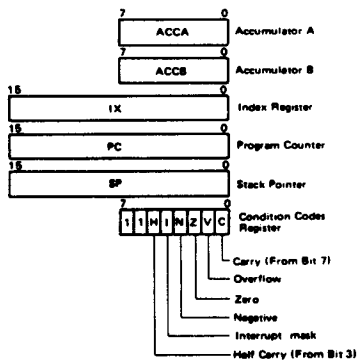 7 0
ACCA Accumulator A
7 0
ACCB Accumulator B
15 0
IX Index Register
15 0
PC Program Counter
15 0
SP Stack Pointer
7 0
1 1 H I N Z V C Condition Codes Register
Carry (From Bit 7)
Overflow
Zero
Negative
Interrupt mask
Half Carry (From Bit 3)